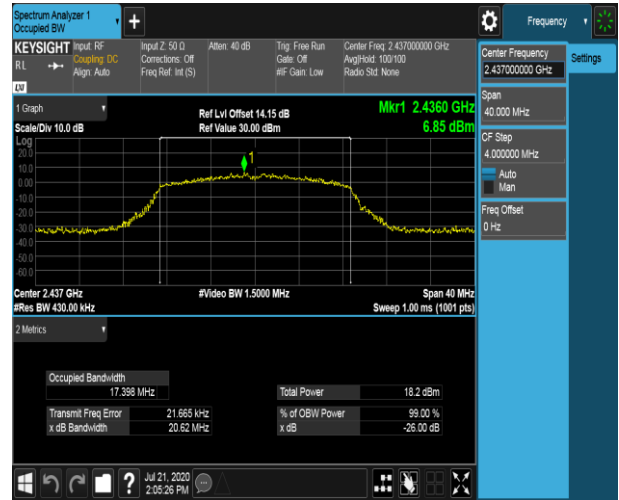 Spectrum Analyzer 1
Occupied BW
Frequency
KEYSIGHT
RL
Input: RF
Coupling: DC
Align: Auto
Input Z: 50 Ω
Corrections: Off
Freq Ref: Int (S)
Atten: 40 dB
Trig: Free Run
Gate: Off
#IF Gain: Low
Center Freq: 2.437000000 GHz
Avg|Hold: 100/100
Radio Std: None
LXI
1 Graph
Scale/Div 10.0 dB
Ref Lvl Offset 14.15 dB
Ref Value 30.00 dBm
Mkr1 2.4360 GHz
6.85 dBm
Log
20.0
10.0
0.00
-10.0
-20.0
-30.0
-40.0
-50.0
-60.0
1
Center 2.437 GHz
#Res BW 430.00 kHz
#Video BW 1.5000 MHz
Span 40 MHz
Sweep 1.00 ms (1001 pts)
2 Metrics
Occupied Bandwidth
17.398 MHz
Transmit Freq Error 21.665 kHz
x dB Bandwidth 20.62 MHz
Total Power 18.2 dBm
% of OBW Power 99.00 %
x dB -26.00 dB
Center Frequency
2.437000000 GHz
Settings
Span
40.000 MHz
CF Step
4.000000 MHz
Auto
Man
Freq Offset
0 Hz
?
Jul 21, 2020
2:05:26 PM